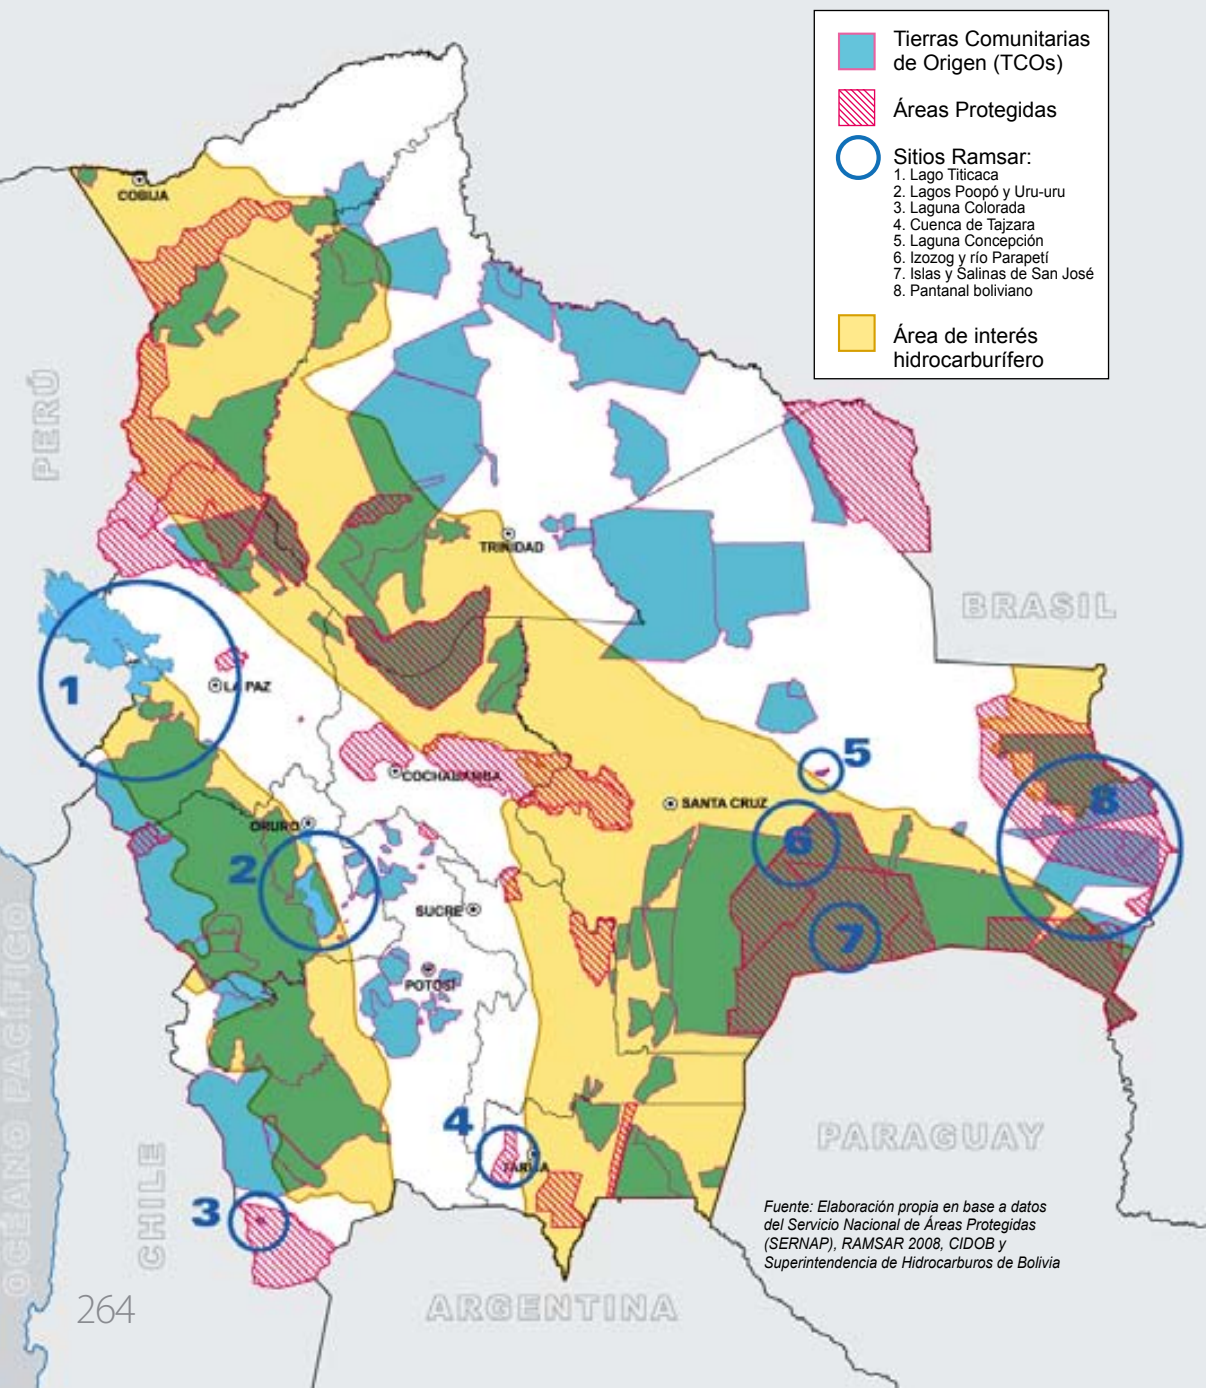 Tierras Comunitarias
de Origen (TCOs)
Áreas Protegidas
Sitios Ramsar:
1. Lago Titicaca
2. Lagos Poopó y Uru-uru
3. Laguna Colorada
4. Cuenca de Tajzara
5. Laguna Concepción
6. Izozog y río Parapetí
7. Islas y Salinas de San José
8. Pantanal boliviano
Área de interés
hidrocarburífero
COBIJA
PERÚ
TRINIDAD
BRASIL
1
LA PAZ
5
COCHABAMBA
8
SANTA CRUZ
ORURO
6
2
SUCRE
7
POTOSÍ
OCÉANO PACÍFICO
4
PARAGUAY
TARIJA
CHILE
3
Fuente: Elaboración propia en base a datos
del Servicio Nacional de Áreas Protegidas
(SERNAP), RAMSAR 2008, CIDOB y
Superintendencia de Hidrocarburos de Bolivia
264
ARGENTINA